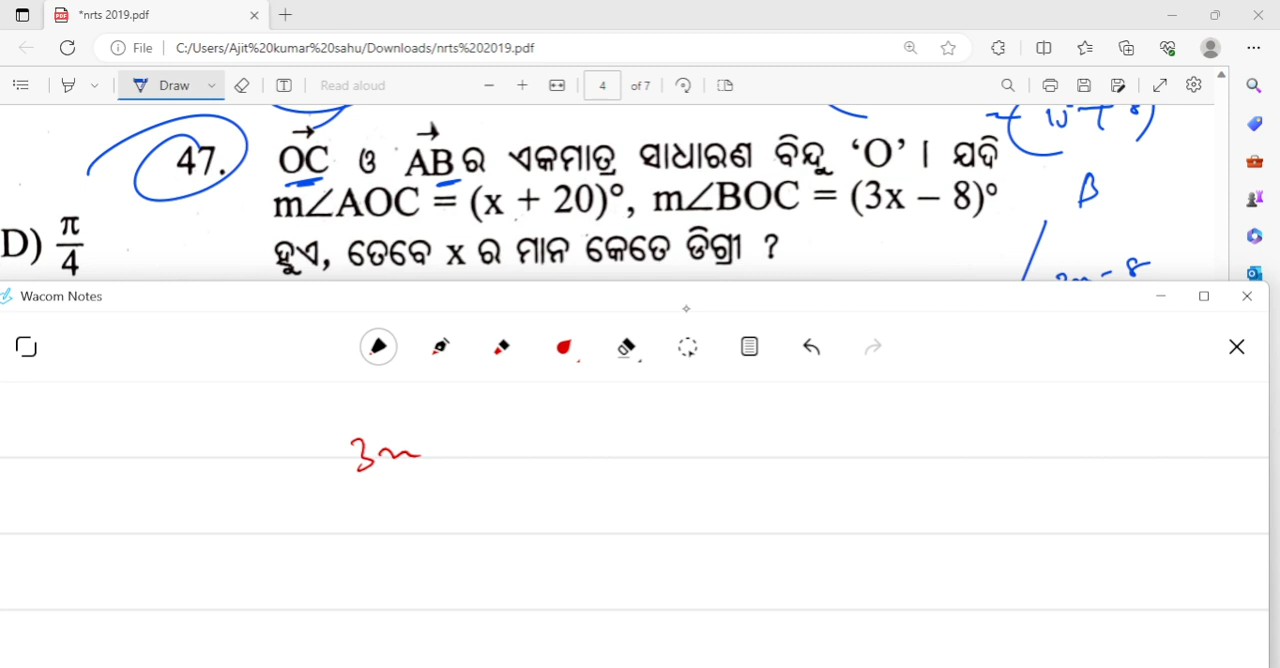 *nrts 2019.pdf
File C:/Users/Ajit%20kumar%20sahu/Downloads/nrts%202019.pdf
Draw Read aloud 4 of 7
47. OC ଓ AB ର ଏକମାତ୍ର ସାଧାରଣ ବିନ୍ଦୁ ‘O’ । ଯଦି
m∠AOC = (x + 20)°, m∠BOC = (3x – 8)°
B
D) π/4
ହୁଏ, ତେବେ x ର ମାନ କେତେ ଡିଗ୍ରୀ ?
Wacom Notes
3x